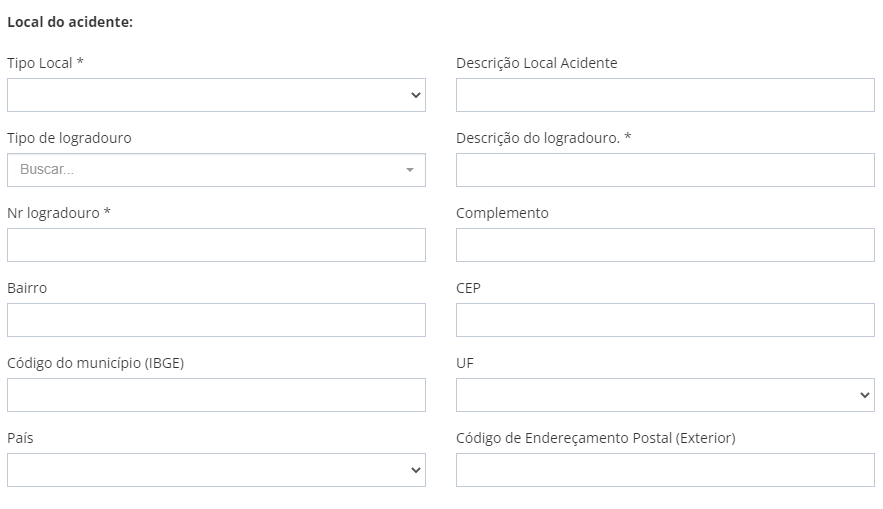 Local do acidente:
Tipo Local *
Descrição Local Acidente
Tipo de logradouro
Descrição do logradouro. *
Buscar...
Nr logradouro *
Complemento
Bairro
CEP
Código do município (IBGE)
UF
País
Código de Endereçamento Postal (Exterior)